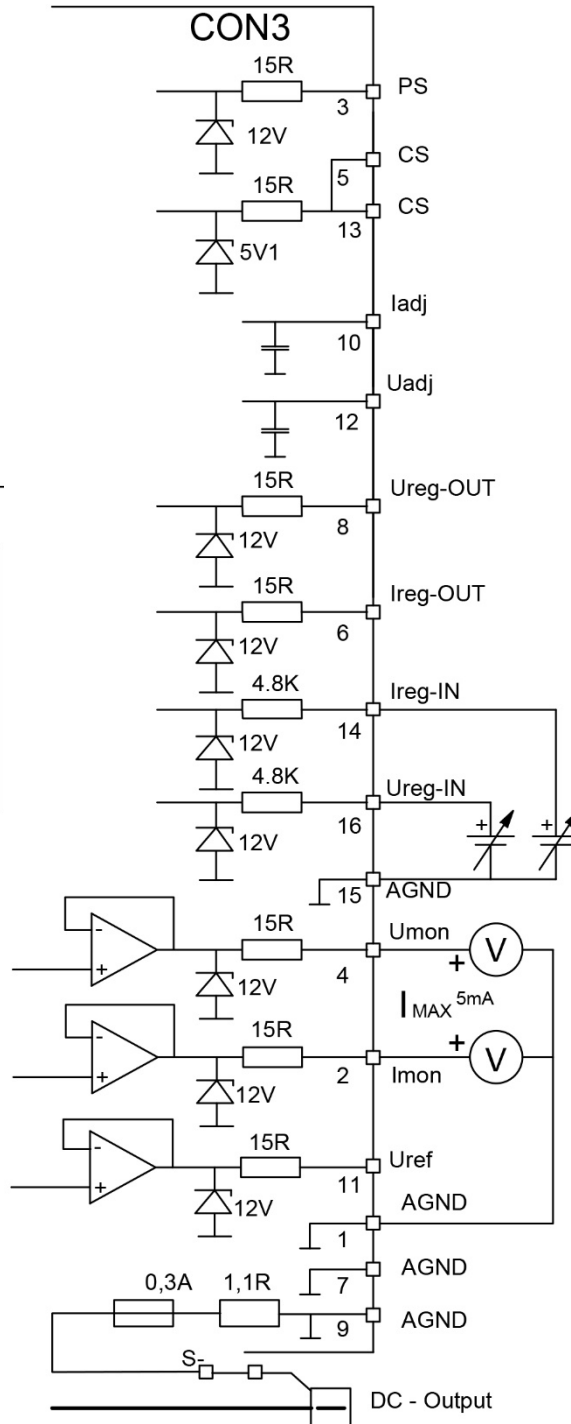 CON3
15R
3
PS
12V
5
CS
15R
13
CS
5V1
Iadj
10
Uadj
12
15R
Ureg-OUT
8
12V
15R
Ireg-OUT
6
12V
4.8K
Ireg-IN
14
12V
4.8K
Ureg-IN
16
12V
+
+
15
AGND
-
+
15R
Umon
4
12V
+
V
I MAX 5mA
-
+
15R
2
Imon
12V
+
V
-
+
15R
Uref
11
12V
AGND
1
AGND
7
0,3A
1,1R
AGND
9
S-
DC - Output